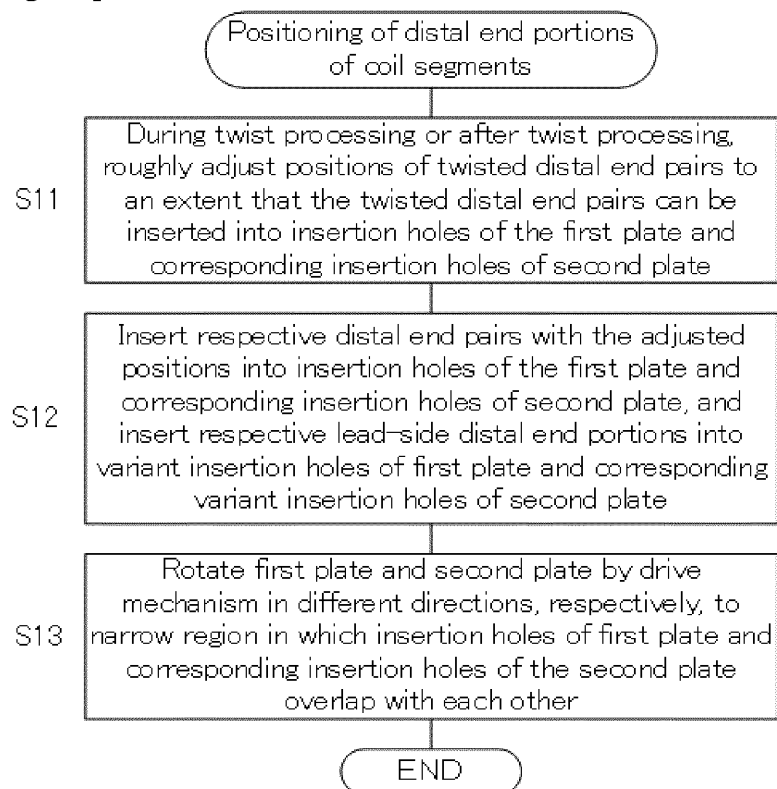 Positioning of distal end portions
of coil segments
S11
During twist processing or after twist processing,
roughly adjust positions of twisted distal end pairs to
an extent that the twisted distal end pairs can be
inserted into insertion holes of the first plate and
corresponding insertion holes of second plate
S12
Insert respective distal end pairs with the adjusted
positions into insertion holes of the first plate and
corresponding insertion holes of second plate, and
insert respective lead-side distal end portions into
variant insertion holes of first plate and corresponding
variant insertion holes of second plate
S13
Rotate first plate and second plate by drive
mechanism in different directions, respectively, to
narrow region in which insertion holes of first plate and
corresponding insertion holes of the second plate
overlap with each other
END